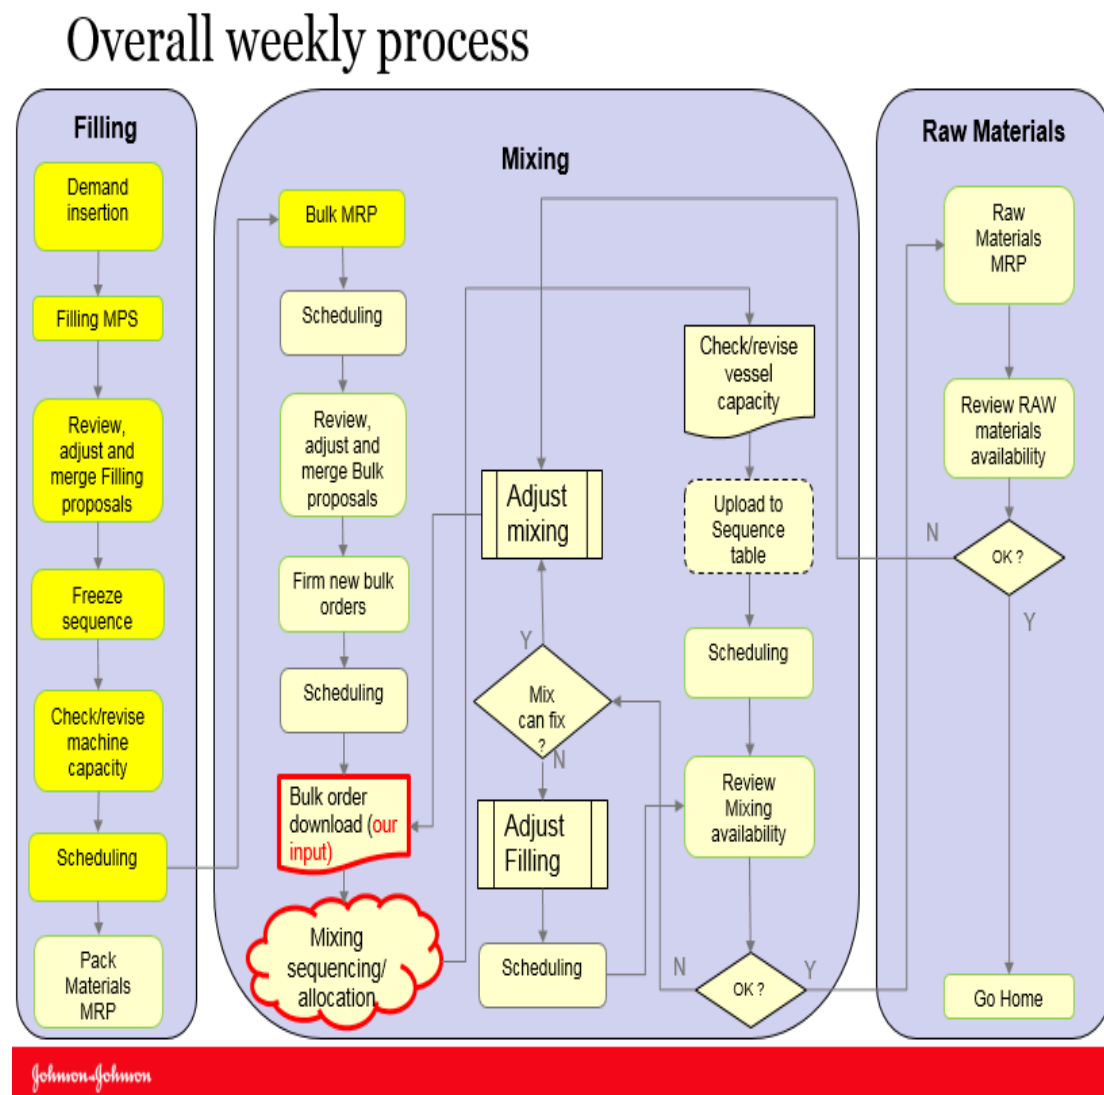 Overall weekly process
Filling
Demand
insertion
Filling MPS
Review,
adjust and
merge Filling
proposals
Freeze
sequence
Check/revise
machine
capacity
Scheduling
Pack
Materials
MRP
Mixing
Bulk MRP
Scheduling
Review,
adjust and
merge Bulk
proposals
Firm new bulk
orders
Scheduling
Bulk order
download (our
input)
Mixing
sequencing/
allocation
Adjust
mixing
Y
Mix
can fix
?
N
Adjust
Filling
Scheduling
Check/revise
vessel
capacity
Upload to
Sequence
table
Scheduling
Review
Mixing
availability
N
OK ?
Y
Raw Materials
Raw
Materials
MRP
Review RAW
materials
availability
N
OK ?
Y
Go Home
Johnson-Johnson